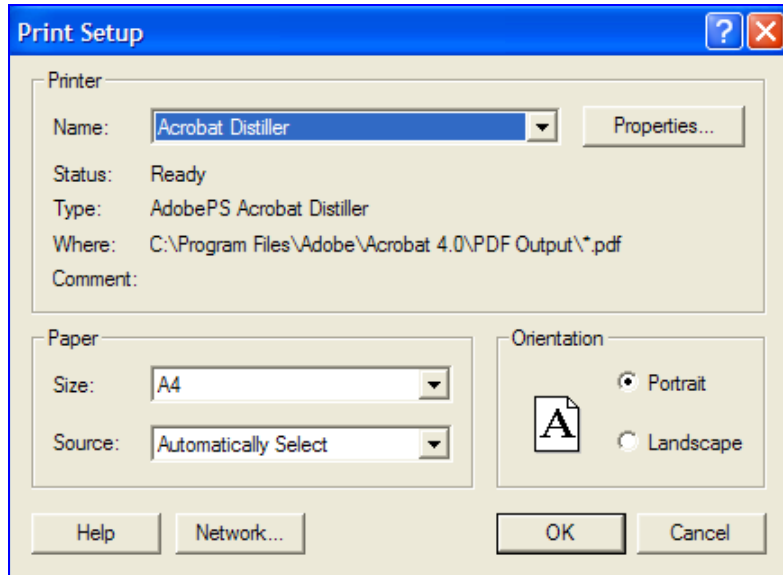 Print Setup
Printer
Name: Acrobat Distiller Properties...
Status: Ready
Type: AdobePS Acrobat Distiller
Where: C:\Program Files\Adobe\Acrobat 4.0\PDF Output\*.pdf
Comment:
Paper
Size: A4
Source: Automatically Select
Orientation
A
Portrait
Landscape
Help Network... OK Cancel